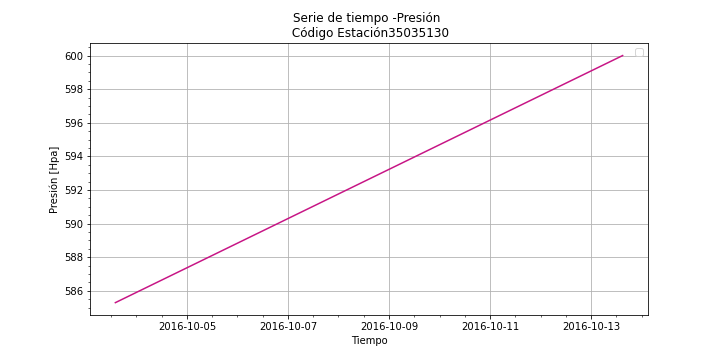 Serie de tiempo -Presión
Código Estación35035130
Presión [Hpa]
600
598
596
594
592
590
588
586
2016-10-05 2016-10-07 2016-10-09 2016-10-11 2016-10-13
Tiempo